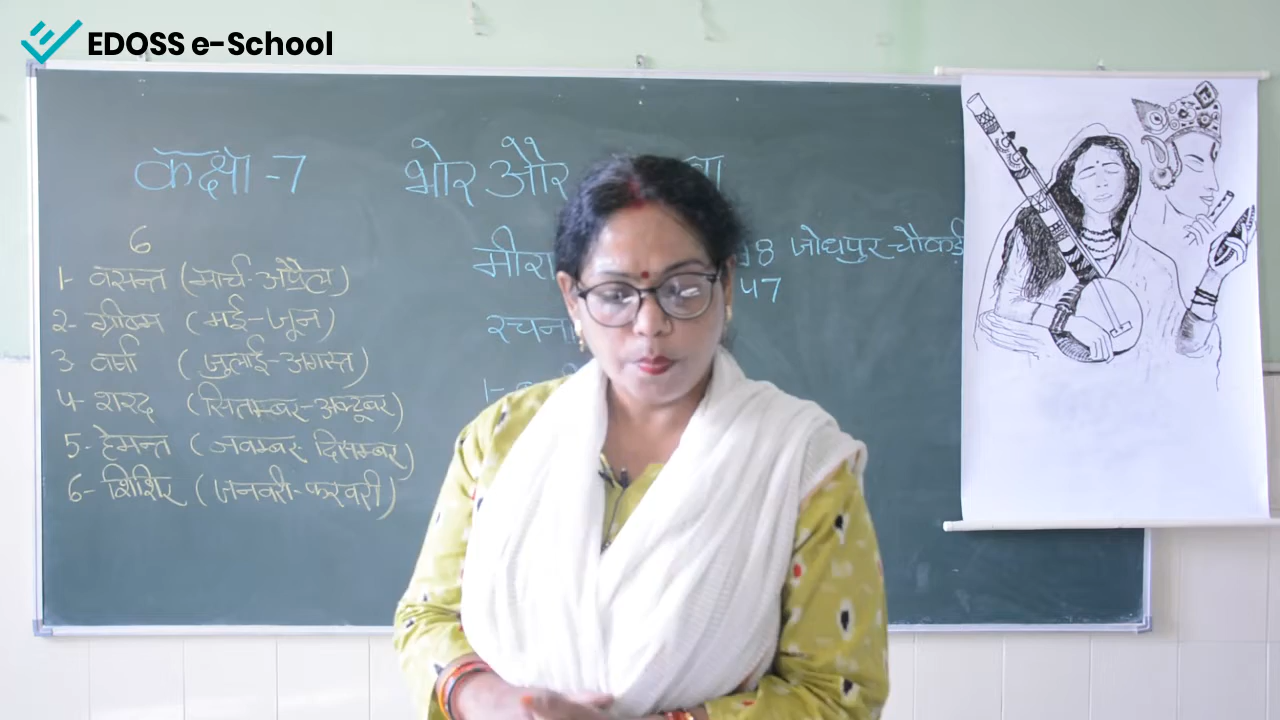 EDOSS e-School
कक्षा -7
भोर और
6
1- वसन्त (मार्च-अप्रैल)
2- ग्रीष्म (मई-जून)
3 वर्षा (जुलाई-अगस्त)
4- शरद (सितम्बर-अक्टूबर)
5- हेमन्त (नवम्बर-दिसम्बर)
6- शिशिर (जनवरी-फरवरी)
मीरा 8 जोधपुर-चौकड़ी
47
रचना
1-